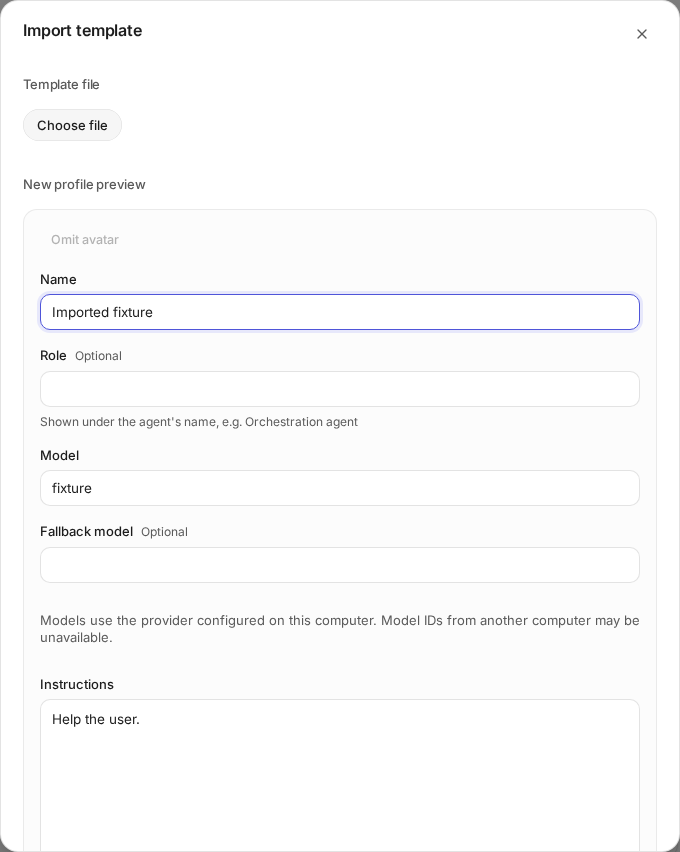 Import template
Template file
Choose file
New profile preview
Omit avatar
Name
Imported fixture
Role Optional
Shown under the agent's name, e.g. Orchestration agent
Model
fixture
Fallback model Optional
Models use the provider configured on this computer. Model IDs from another computer may be
unavailable.
Instructions
Help the user.